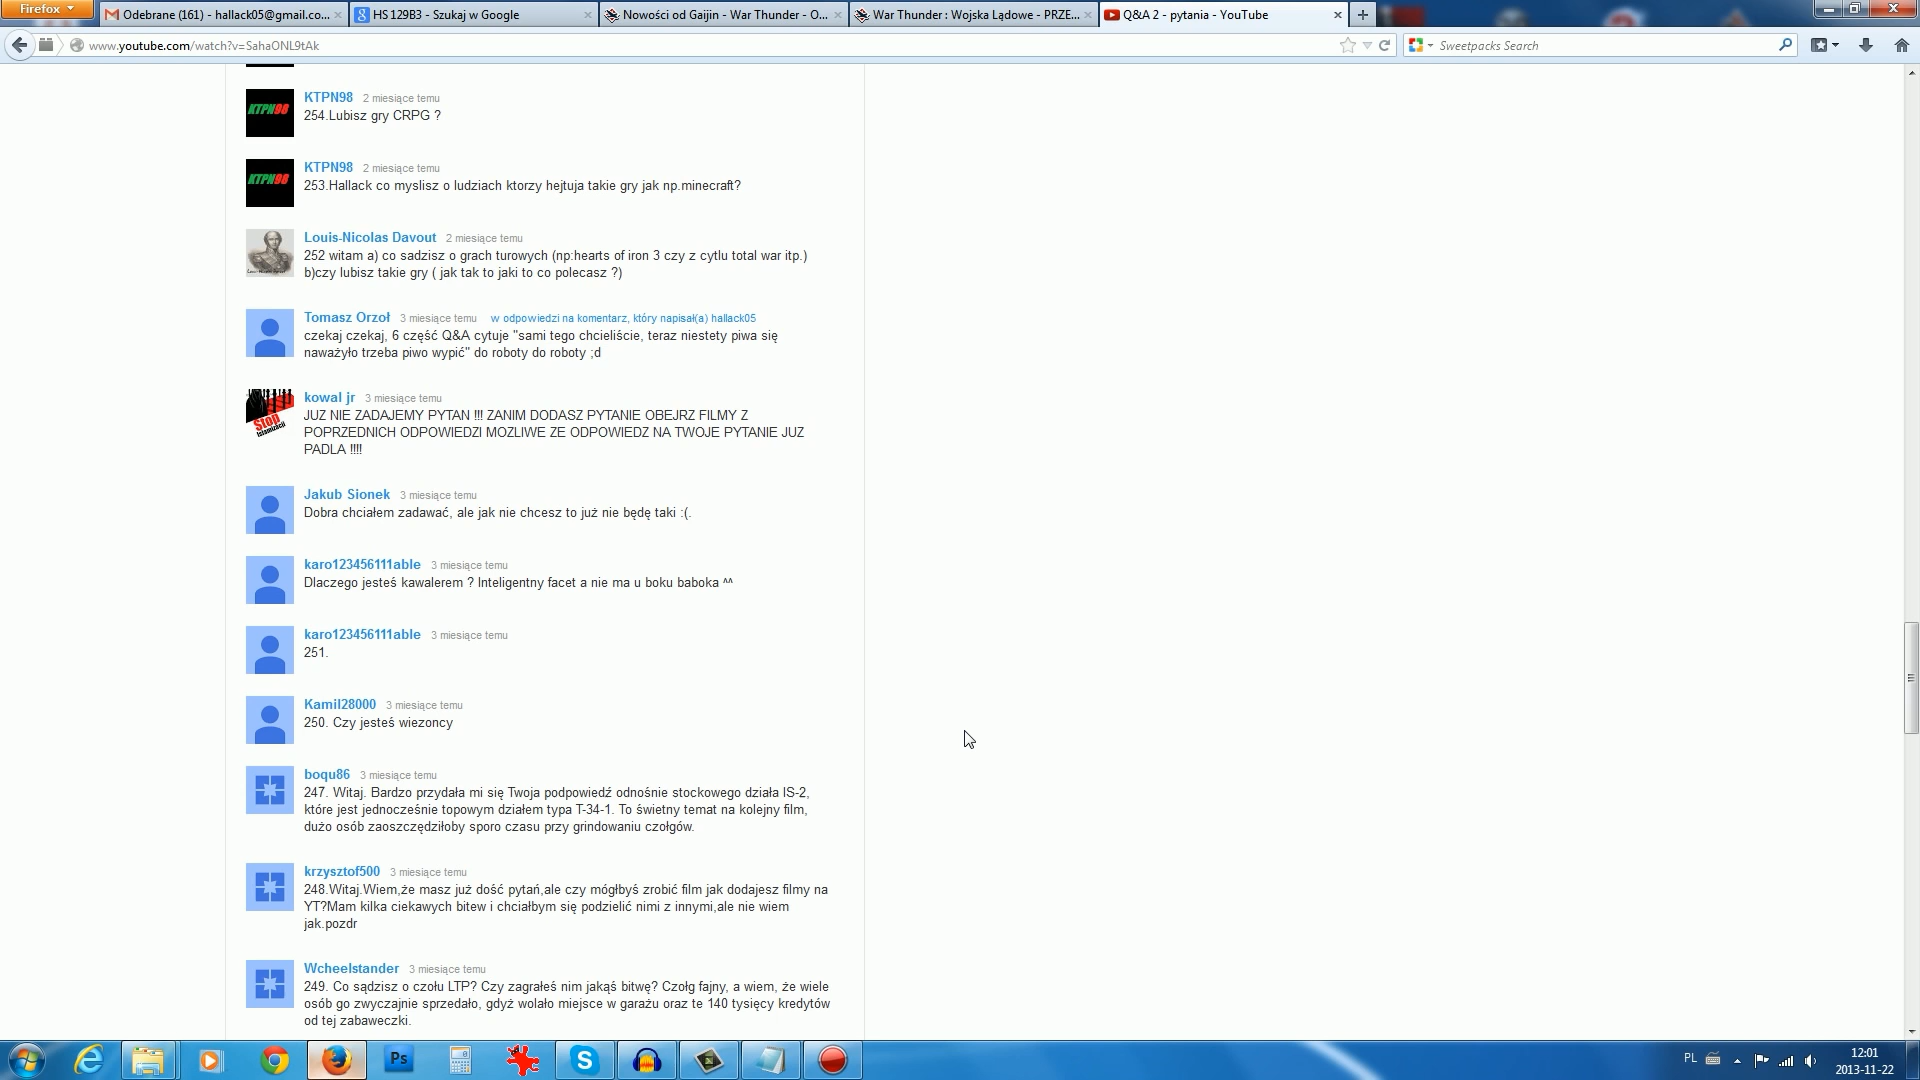 Firefox
Odebrane (161) - hallack05@gmail.co...
HS 129B3 - Szukaj w Google
Nowości od Gaijin - War Thunder - O...
War Thunder : Wojska Lądowe - PRZE...
Q&A 2 - pytania - YouTube
www.youtube.com/watch?v=SahaONL9tAk
Sweetpacks Search
KTPN98
KTPN98 2 miesiące temu
254.Lubisz gry CRPG ?
KTPN98
KTPN98 2 miesiące temu
253.Hallack co myslisz o ludziach ktorzy hejtuja takie gry jak np.minecraft?
Louis-Nicolas Davout 2 miesiące temu
252 witam a) co sadzisz o grach turowych (np:hearts of iron 3 czy z cytlu total war itp.)
b)czy lubisz takie gry ( jak tak to jaki to co polecasz ?)
Tomasz Orzoł 3 miesiące temu w odpowiedzi na komentarz, który napisał(a) hallack05
czekaj czekaj, 6 część Q&A cytuje "sami tego chcieliście, teraz niestety piwa się
naważyło trzeba piwo wypić" do roboty do roboty ;d
Stop
Islamizacji
kowal jr 3 miesiące temu
JUZ NIE ZADAJEMY PYTAN !!! ZANIM DODASZ PYTANIE OBEJRZ FILMY Z
POPRZEDNICH ODPOWIEDZI MOZLIWE ZE ODPOWIEDZ NA TWOJE PYTANIE JUZ
PADLA !!!!
Jakub Sionek 3 miesiące temu
Dobra chciałem zadawać, ale jak nie chcesz to już nie będę taki :(.
karo123456111able 3 miesiące temu
Dlaczego jesteś kawalerem ? Inteligentny facet a nie ma u boku baboka ^^
karo123456111able 3 miesiące temu
251.
Kamil28000 3 miesiące temu
250. Czy jesteś wiezoncy
boqu86 3 miesiące temu
247. Witaj. Bardzo przydała mi się Twoja podpowiedź odnośnie stockowego działa IS-2,
które jest jednocześnie topowym działem typa T-34-1. To świetny temat na kolejny film,
dużo osób zaoszczędziłoby sporo czasu przy grindowaniu czołgów.
krzysztof500 3 miesiące temu
248.Witaj.Wiem,że masz już dość pytań,ale czy mógłbyś zrobić film jak dodajesz filmy na
YT?Mam kilka ciekawych bitew i chciałbym się podzielić nimi z innymi,ale nie wiem
jak.pozdr
Wcheelstander 3 miesiące temu
249. Co sądzisz o czołu LTP? Czy zagrałeś nim jakąś bitwę? Czołg fajny, a wiem, że wiele
osób go zwyczajnie sprzedało, gdyż wolało miejsce w garażu oraz te 140 tysięcy kredytów
od tej zabaweczki.
Ps
PL
12:01
2013-11-22